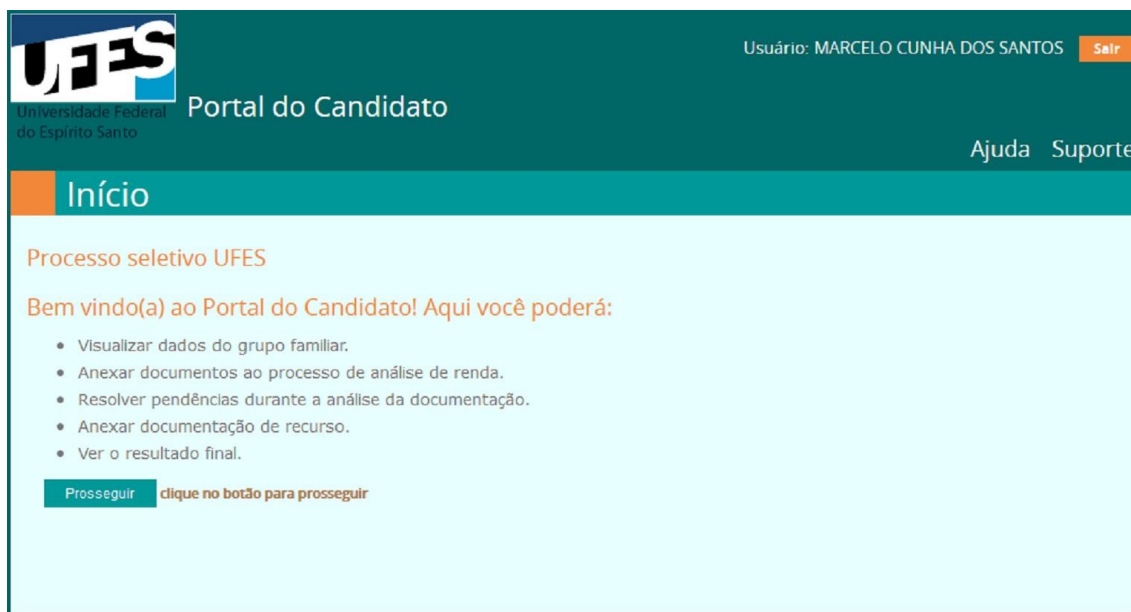 UFES
Universidade Federal
do Espírito Santo
Portal do Candidato
Usuário: MARCELO CUNHA DOS SANTOS
Sair
Ajuda Suporte
Início
Processo seletivo UFES
Bem vindo(a) ao Portal do Candidato! Aqui você poderá:
• Visualizar dados do grupo familiar.
• Anexar documentos ao processo de análise de renda.
• Resolver pendências durante a análise da documentação.
• Anexar documentação de recurso.
• Ver o resultado final.
Prosseguir clique no botão para prosseguir